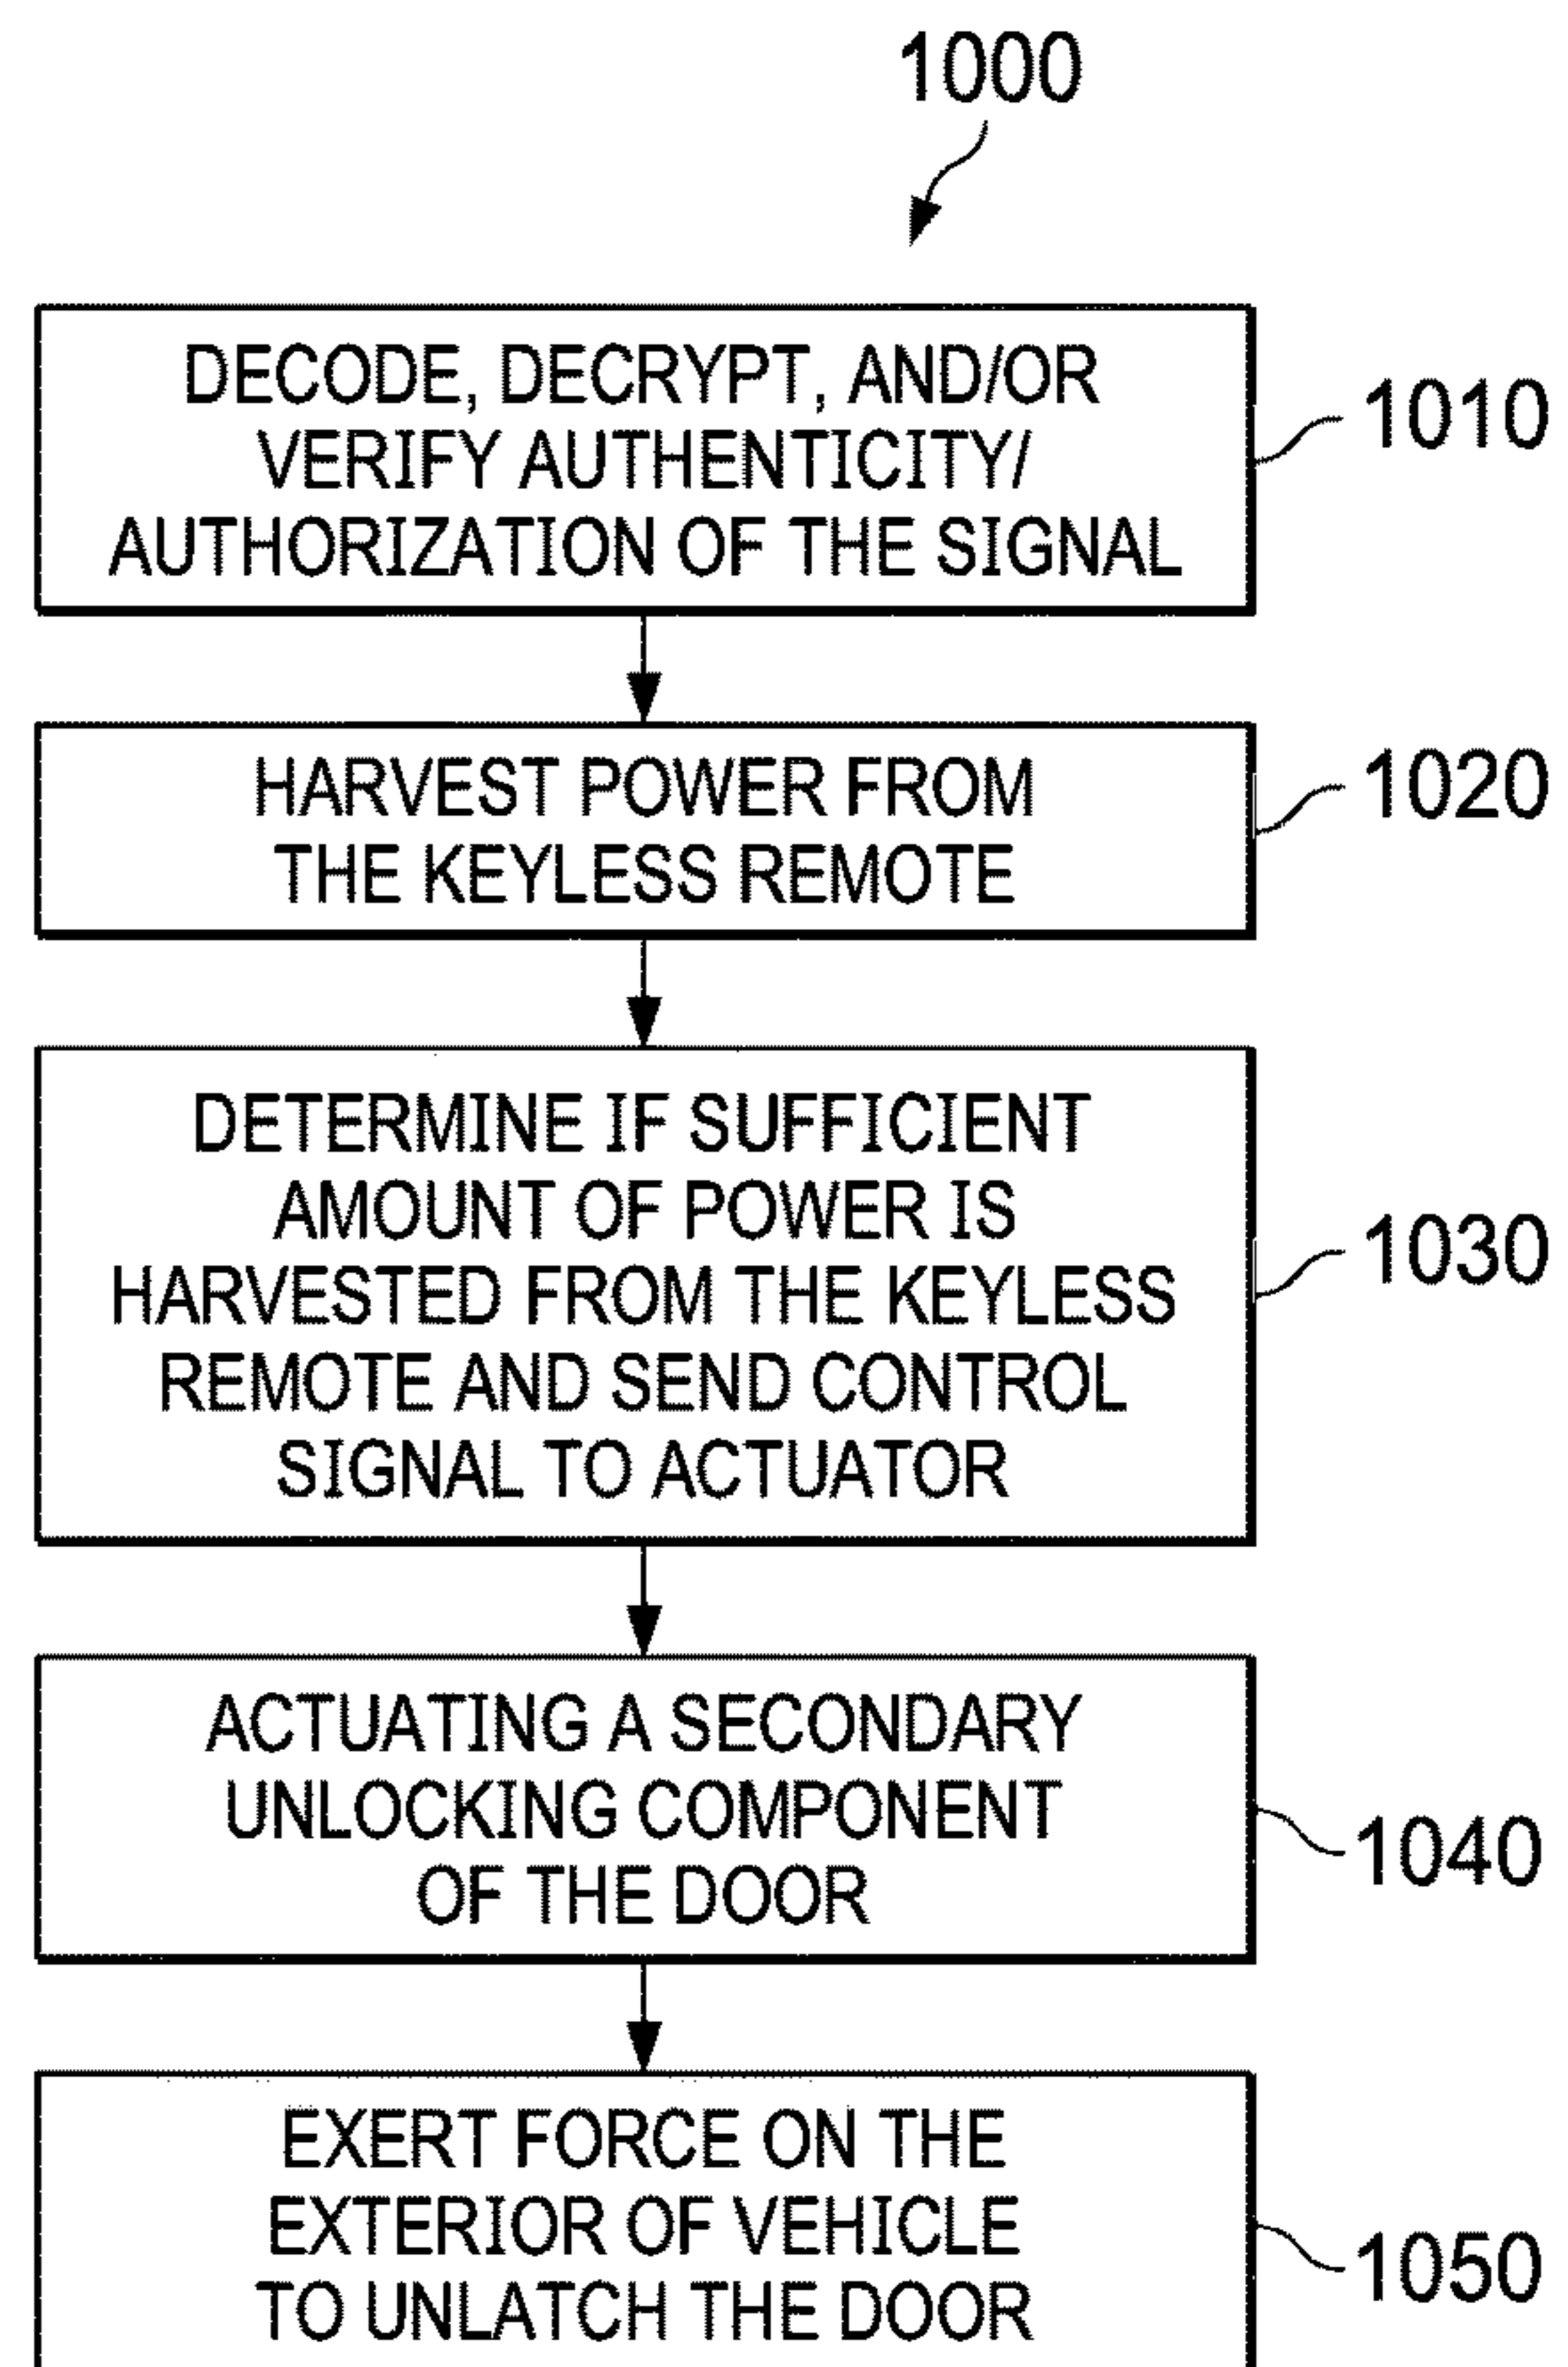 1000
DECODE, DECRYPT, AND/OR
VERIFY AUTHENTICITY/
AUTHORIZATION OF THE SIGNAL
1010
HARVEST POWER FROM
THE KEYLESS REMOTE
1020
DETERMINE IF SUFFICIENT
AMOUNT OF POWER IS
HARVESTED FROM THE KEYLESS
REMOTE AND SEND CONTROL
SIGNAL TO ACTUATOR
1030
ACTUATING A SECONDARY
UNLOCKING COMPONENT
OF THE DOOR
1040
EXERT FORCE ON THE
EXTERIOR OF VEHICLE
TO UNLATCH THE DOOR
1050